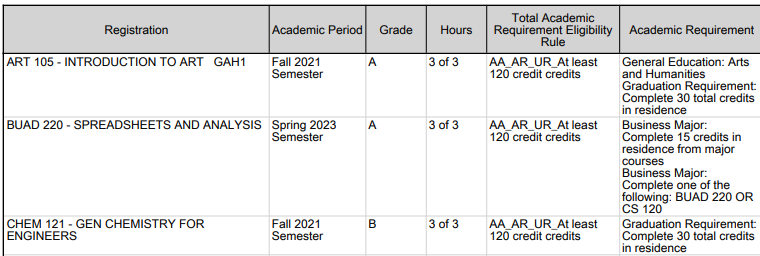 Registration
Academic Period
Grade
Hours
Total Academic
Requirement Eligibility
Rule
Academic Requirement
ART 105 - INTRODUCTION TO ART   GAH1
Fall 2021
Semester
A
3 of 3
AA_AR_UR_At least
120 credit credits
General Education: Arts
and Humanities
Graduation Requirement:
Complete 30 total credits
in residence
BUAD 220 - SPREADSHEETS AND ANALYSIS
Spring 2023
Semester
A
3 of 3
AA_AR_UR_At least
120 credit credits
Business Major:
Complete 15 credits in
residence from major
courses
Business Major:
Complete one of the
following: BUAD 220 OR
CS 120
CHEM 121 - GEN CHEMISTRY FOR
ENGINEERS
Fall 2021
Semester
B
3 of 3
AA_AR_UR_At least
120 credit credits
Graduation Requirement:
Complete 30 total credits
in residence